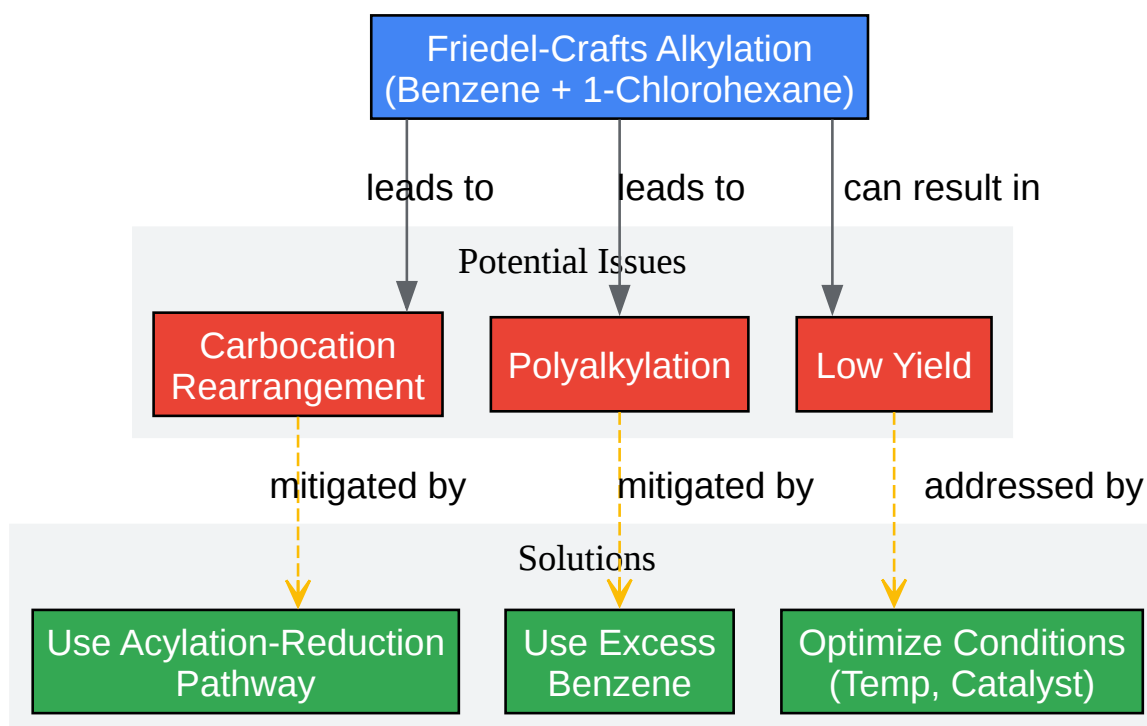 Friedel-Crafts Alkylation
(Benzene + 1-Chlorohexane)
leads to
leads to
can result in
Potential Issues
Carbocation
Rearrangement
Polyalkylation
Low Yield
mitigated by
mitigated by
addressed by
Solutions
Use Acylation-Reduction
Pathway
Use Excess
Benzene
Optimize Conditions
(Temp, Catalyst)